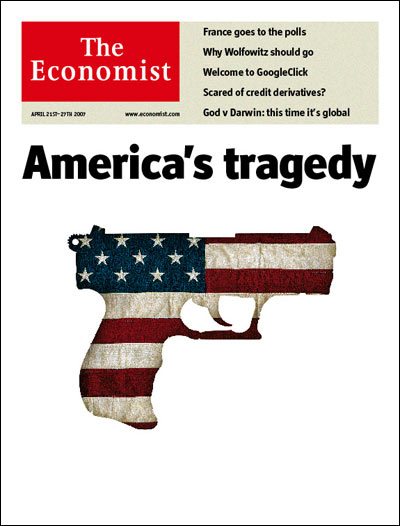 The
Economist
APRIL 21ST–27TH 2007
www.economist.com
France goes to the polls
Why Wolfowitz should go
Welcome to GoogleClick
Scared of credit derivatives?
God v Darwin: this time it's global
America's tragedy